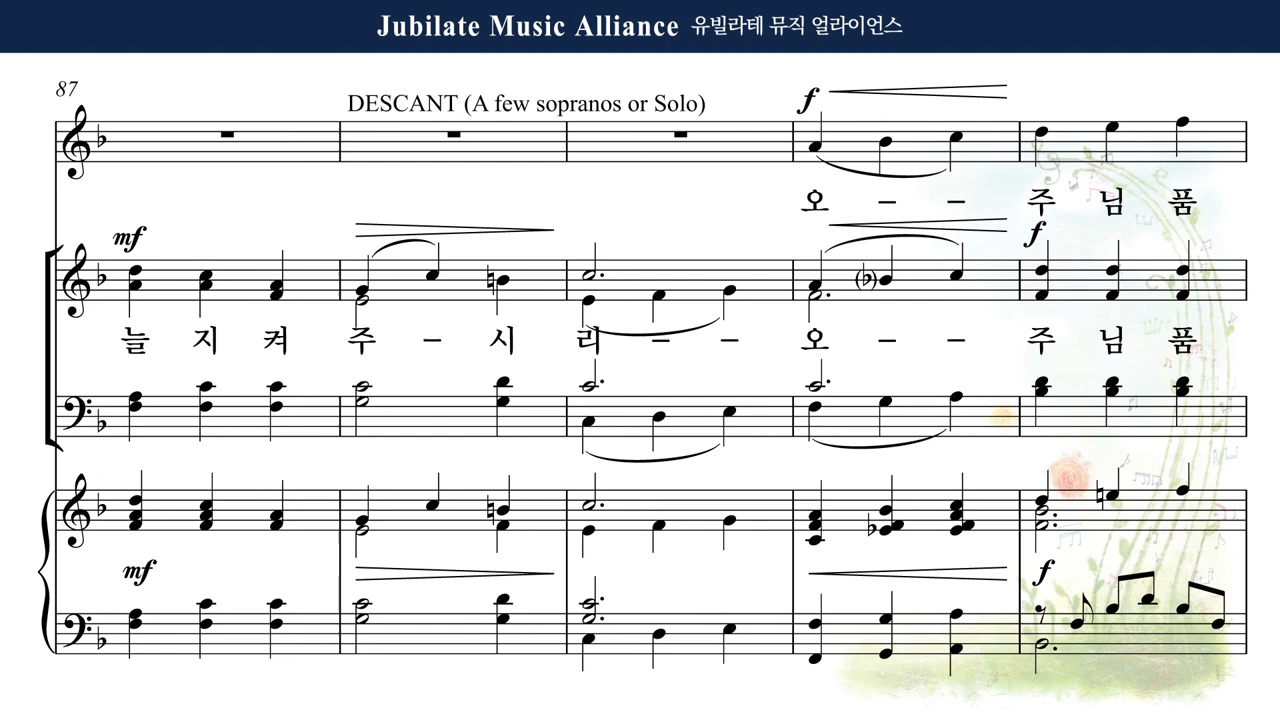 Jubilate Music Alliance 유빌라테 뮤직 얼라이언스
87
DESCANT (A few sopranos or Solo)
f
오 – – 주 님 품
mf f
늘 지 켜 주 – 시 리 – – 오 – – 주 님 품
mf f